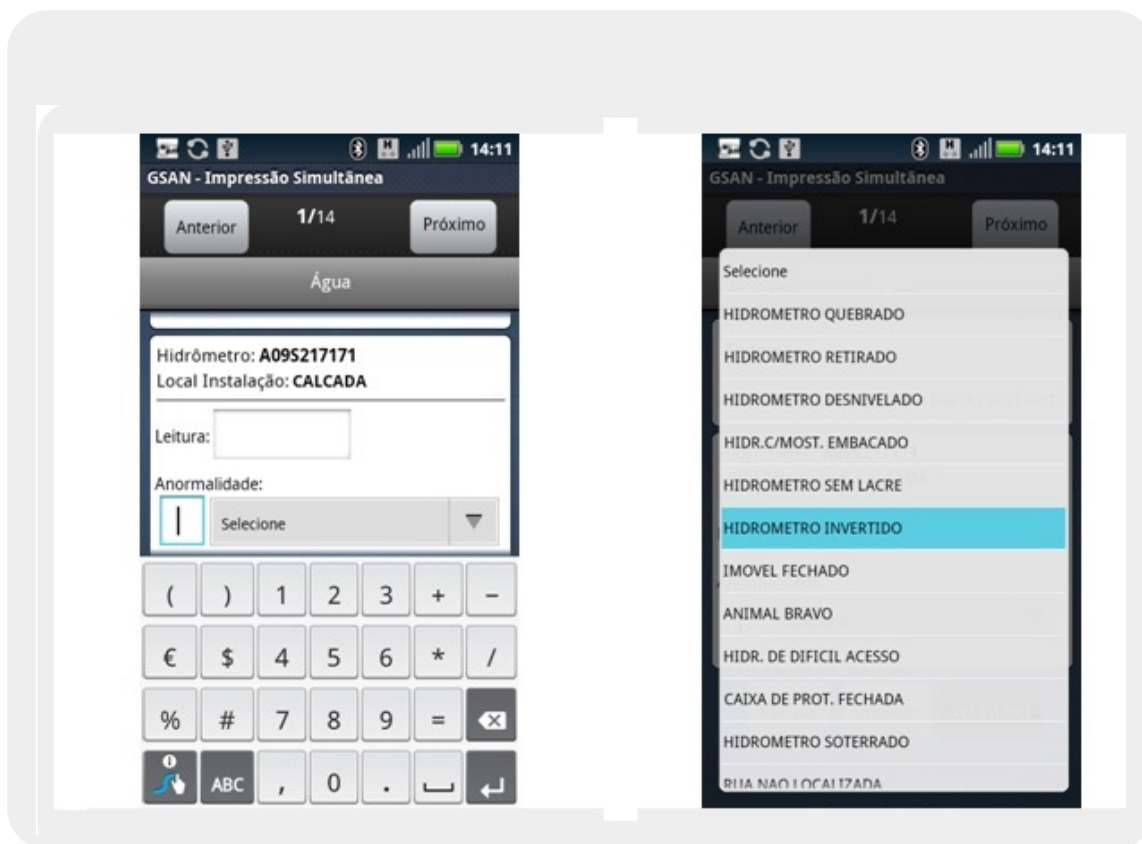 14:11
GSAN - Impressão Simultânea
Anterior
1/14
Próximo
Água
Hidrômetro: A09S217171
Local Instalação: CALCADA
Leitura:
Anormalidade:
Selecione
( ) 1 2 3 + −
€ $ 4 5 6 * /
% # 7 8 9 =
ABC , 0 .
14:11
GSAN - Impressão Simultânea
Anterior
1/14
Próximo
Selecione
HIDROMETRO QUEBRADO
HIDROMETRO RETIRADO
HIDROMETRO DESNIVELADO
HIDR.C/MOST. EMBACADO
HIDROMETRO SEM LACRE
HIDROMETRO INVERTIDO
IMOVEL FECHADO
ANIMAL BRAVO
HIDR. DE DIFICIL ACESSO
CAIXA DE PROT. FECHADA
HIDROMETRO SOTERRADO
RUA NAO LOCALIZADA